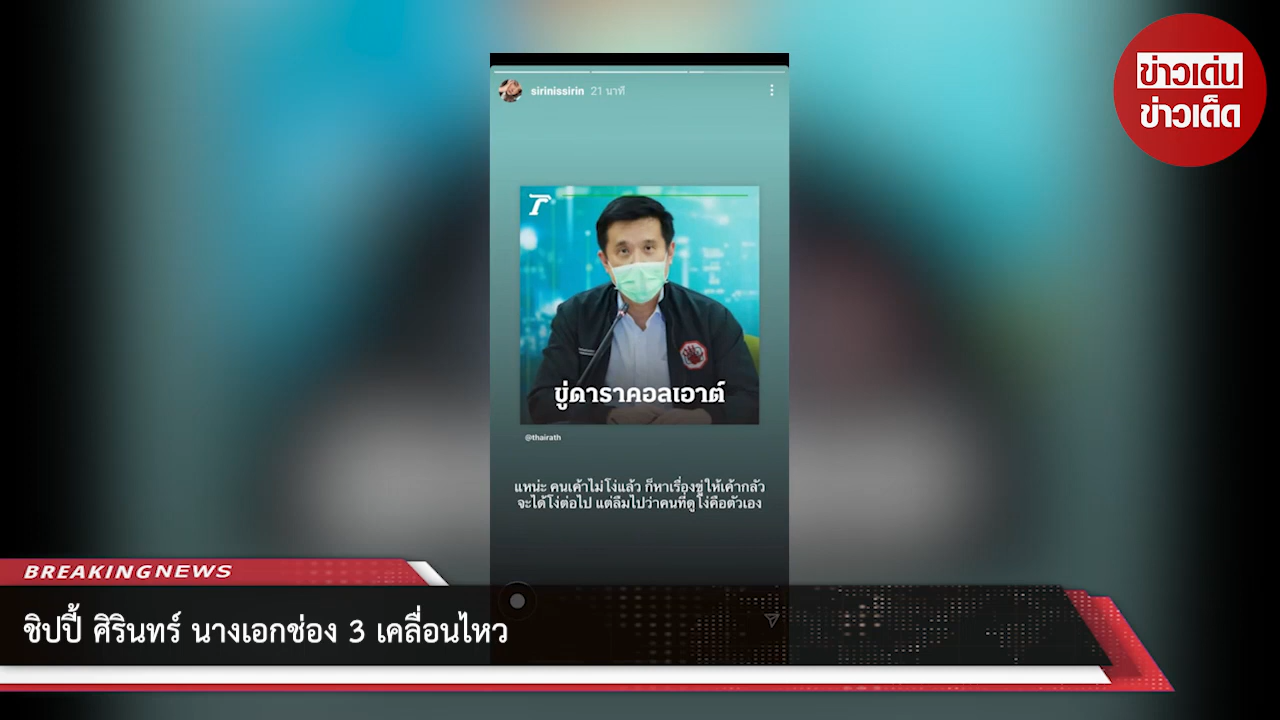 ข่าวเด่น
ข่าวเด็ด
sirinissirin 21 นาที
ขู่ดาราคอลเอาต์
@thairath
แหน่ะ คนเค้าไม่โง่แล้ว ก็หาเรื่องขู่ให้เค้ากลัว
จะได้โง่ต่อไป แต่ลืมไปว่าคนที่ดูโง่คือตัวเอง
BREAKINGNEWS
ชิปปี้ ศิรินทร์ นางเอกช่อง 3 เคลื่อนไหว